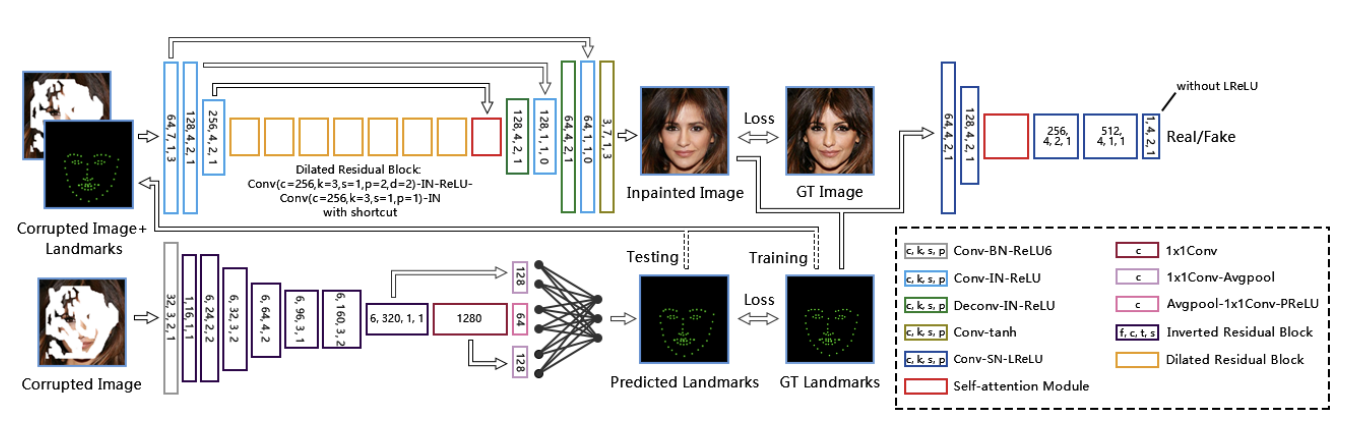 without LReLU
64, 7, 1, 3
128, 4, 2, 1
256, 4, 2, 1
128, 4, 2, 1
128, 1, 1, 0
64, 4, 2, 1
64, 1, 1, 0
3, 7, 1, 3
Loss
64, 4, 2, 1
128, 4, 2, 1
256,
4, 2, 1
512,
4, 1, 1
1, 4, 2, 1
Real/Fake
Dilated Residual Block:
Conv(c=256,k=3,s=1,p=2,d=2)-IN-ReLU-
Conv(c=256,k=3,s=1,p=1)-IN
with shortcut
Inpainted Image
GT Image
Corrupted Image+
Landmarks
Testing
Training
32, 3, 2, 1
1, 16, 1, 1
6, 24, 2, 2
6, 32, 3, 2
6, 64, 4, 2
6, 96, 3, 1
6, 160, 3, 2
6, 320, 1, 1
1280
128
64
128
Loss
Corrupted Image
Predicted Landmarks
GT Landmarks
c, k, s, p Conv-BN-ReLU6
c, k, s, p Conv-IN-ReLU
c, k, s, p Deconv-IN-ReLU
c, k, s, p Conv-tanh
c, k, s, p Conv-SN-LReLU
Self-attention Module
c 1x1Conv
c 1x1Conv-Avgpool
c Avgpool-1x1Conv-PReLU
f, c, t, s Inverted Residual Block
Dilated Residual Block